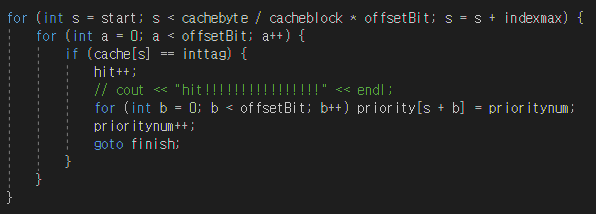 for (int s = start; s < cachebyte / cacheblock * offsetBit; s = s + indexmax) {
    for (int a = 0; a < offsetBit; a++) {
        if (cache[s] == inttag) {
            hit++;
            // cout << "hit!!!!!!!!!!!!!!!!" << endl;
            for (int b = 0; b < offsetBit; b++) priority[s + b] = prioritynum;
            prioritynum++;
            goto finish;
        }
    }
}